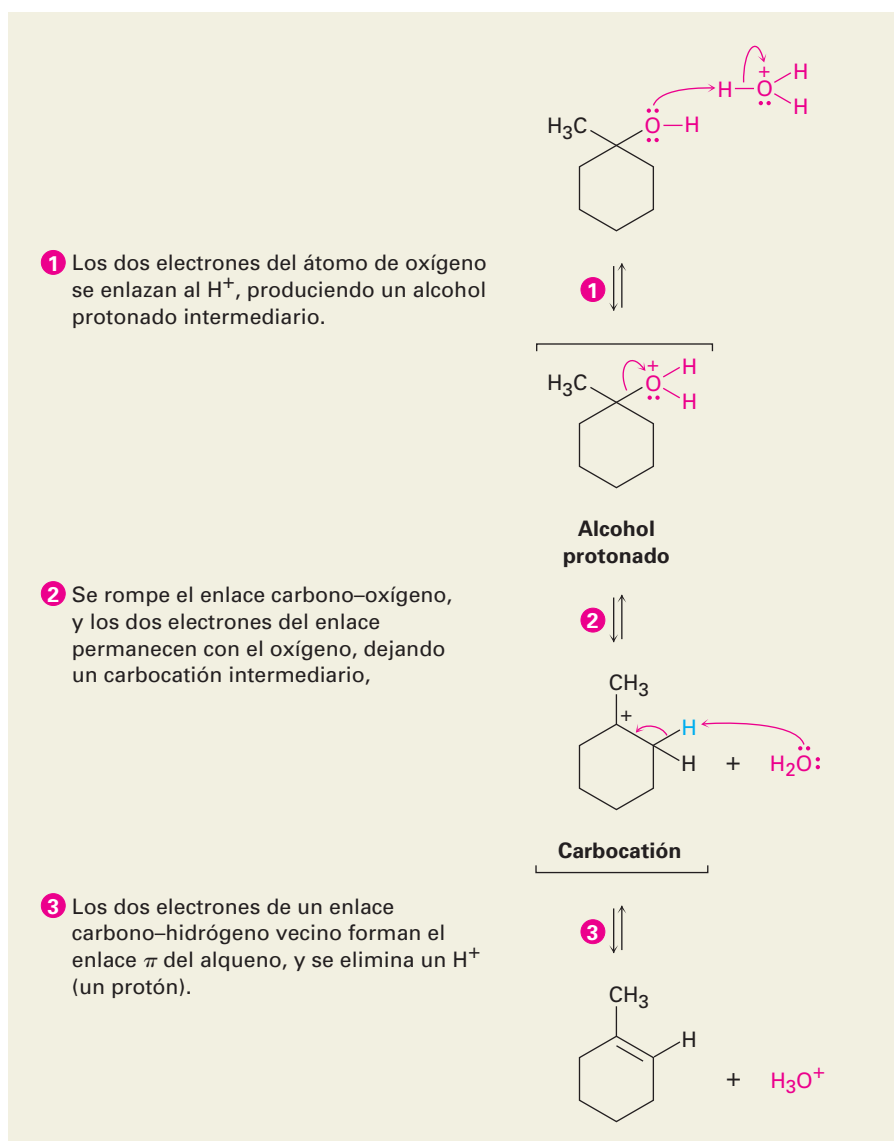 H—O+
H
H
H3C
O—H
1 Los dos electrones del átomo de oxígeno
se enlazan al H+, produciendo un alcohol
protonado intermediario.
1
H3C
O+
H
H
Alcohol
protonado
2 Se rompe el enlace carbono–oxígeno,
y los dos electrones del enlace
permanecen con el oxígeno, dejando
un carbocatión intermediario,
2
CH3
+
H
H + H2O:
Carbocatión
3 Los dos electrones de un enlace
carbono–hidrógeno vecino forman el
enlace π del alqueno, y se elimina un H+
(un protón).
3
CH3
H
+ H3O+